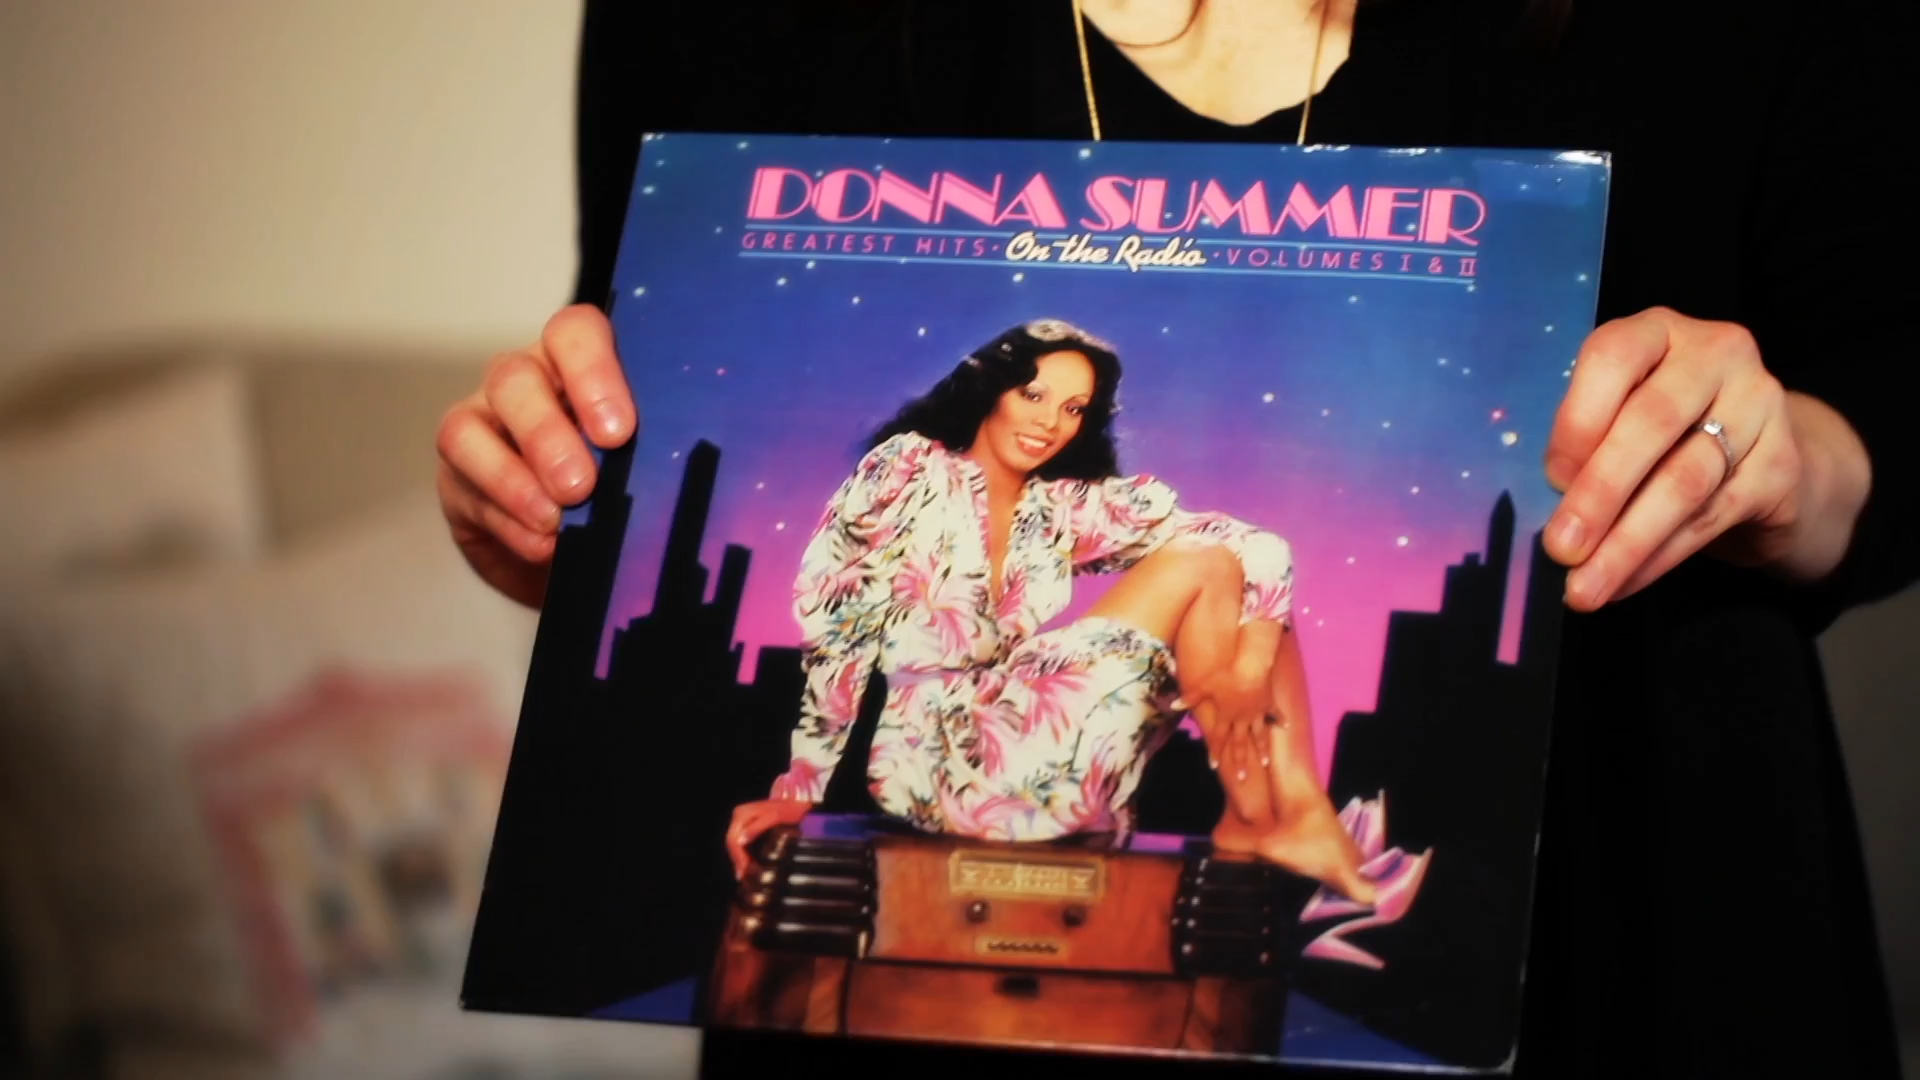 DONNA SUMMER
GREATEST HITS · On the Radio · VOLUMES I & II